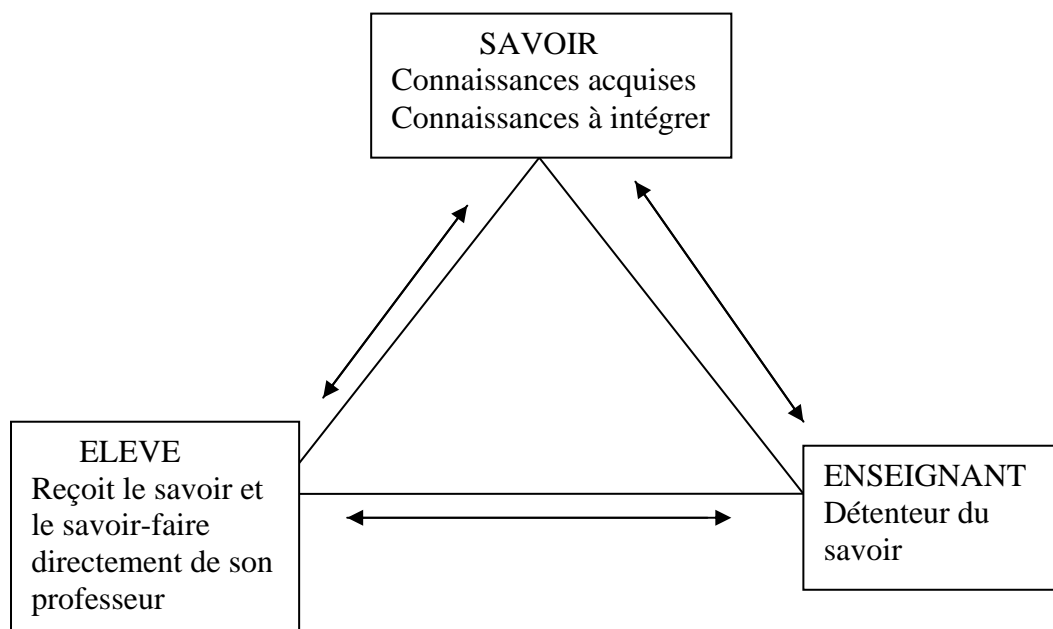 SAVOIR
Connaissances acquises
Connaissances à intégrer
ELEVE
Reçoit le savoir et
le savoir-faire
directement de son
professeur
ENSEIGNANT
Détenteur du
savoir